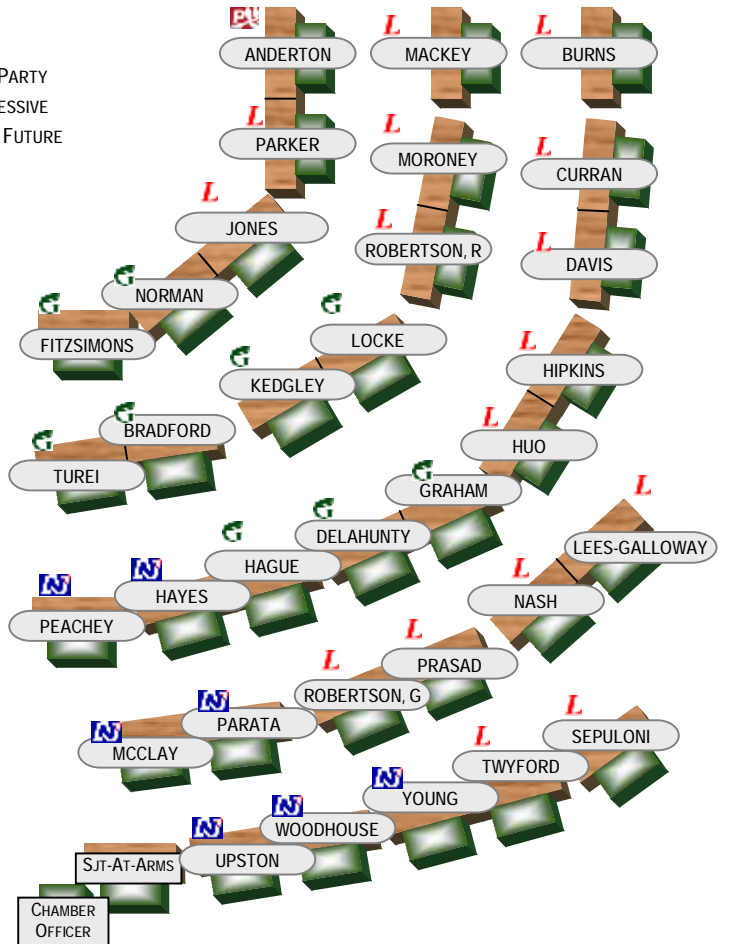 ANDERTON
MACKEY
BURNS
PARTY
ESSIVE
FUTURE
L
L
L
PARKER
MORONEY
CURRAN
L
L
L
JONES
ROBERTSON, R
DAVIS
L
L
L
G
NORMAN
G
FITZSIMONS
G
LOCKE
G
KEDGLEY
L
HIPKINS
G
BRADFORD
G
TUREI
L
HUO
G
GRAHAM
G
DELAHUNTY
G
HAGUE
N
HAYES
N
PEACHEY
L
LEES-GALLOWAY
L
NASH
L
PRASAD
L
ROBERTSON, G
N
PARATA
N
MCCLAY
L
SEPULONI
L
TWYFORD
N
YOUNG
N
WOODHOUSE
N
UPSTON
SJT-AT-ARMS
CHAMBER
OFFICER